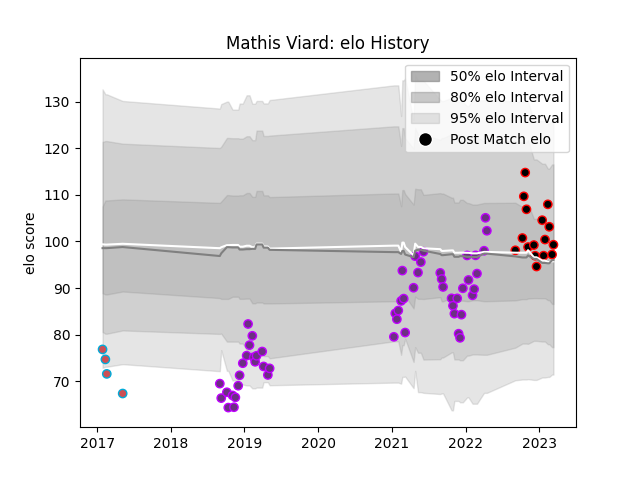 Mathis Viard: elo History
50% elo Interval
80% elo Interval
95% elo Interval
Post Match elo
elo score
130
120
110
100
90
80
70
2017
2018
2019
2020
2021
2022
2023